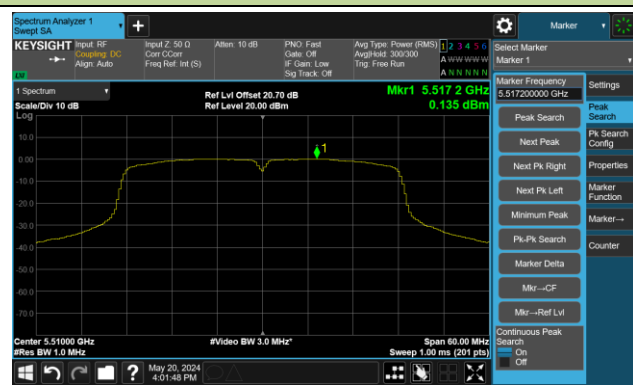 Spectrum Analyzer 1
Swept SA
+
Marker
KEYSIGHT
Input: RF
Coupling: DC
Align: Auto
Input Z: 50 Ω
Corr CCorr
Freq Ref: Int (S)
Atten: 10 dB
PNO: Fast
Gate: Off
IF Gain: Low
Sig Track: Off
Avg Type: Power (RMS)
Avg|Hold: 300/300
Trig: Free Run
1 2 3 4 5 6
A W W W W W
A N N N N N
LW
Select Marker
Marker 1
1 Spectrum
Scale/Div 10 dB
Log
Ref Lvl Offset 20.70 dB
Ref Level 20.00 dBm
Mkr1 5.517 2 GHz
0.135 dBm
1
10.0
0.00
-10.0
-20.0
-30.0
-40.0
-50.0
-60.0
-70.0
Center 5.51000 GHz
#Res BW 1.0 MHz
#Video BW 3.0 MHz*
Span 60.00 MHz
Sweep 1.00 ms (201 pts)
Marker Frequency
5.517200000 GHz
Peak Search
Next Peak
Next Pk Right
Next Pk Left
Minimum Peak
Pk-Pk Search
Marker Delta
Mkr→CF
Mkr→Ref Lvl
Continuous Peak
Search
On
Off
Settings
Peak
Search
Pk Search
Config
Properties
Marker
Function
Marker→
Counter
?
May 20, 2024
4:01:48 PM